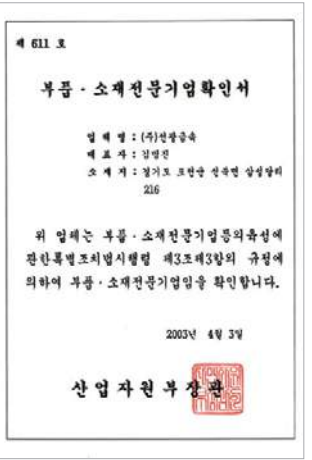 제 611 호
부품·소재전문기업확인서
업 체 명 : (주)선광금속
대 표 자 : 김명진
소 재 지 : 경기도 포천군 선북면 삼성당리
216
위 업체는 부품·소재전문기업등의육성에
관한특별조치법시행령 제3조제3항의 규정에
의하여 부품·소재전문기업임을 확인합니다.
2003년 4월 3일
산업자원부장관